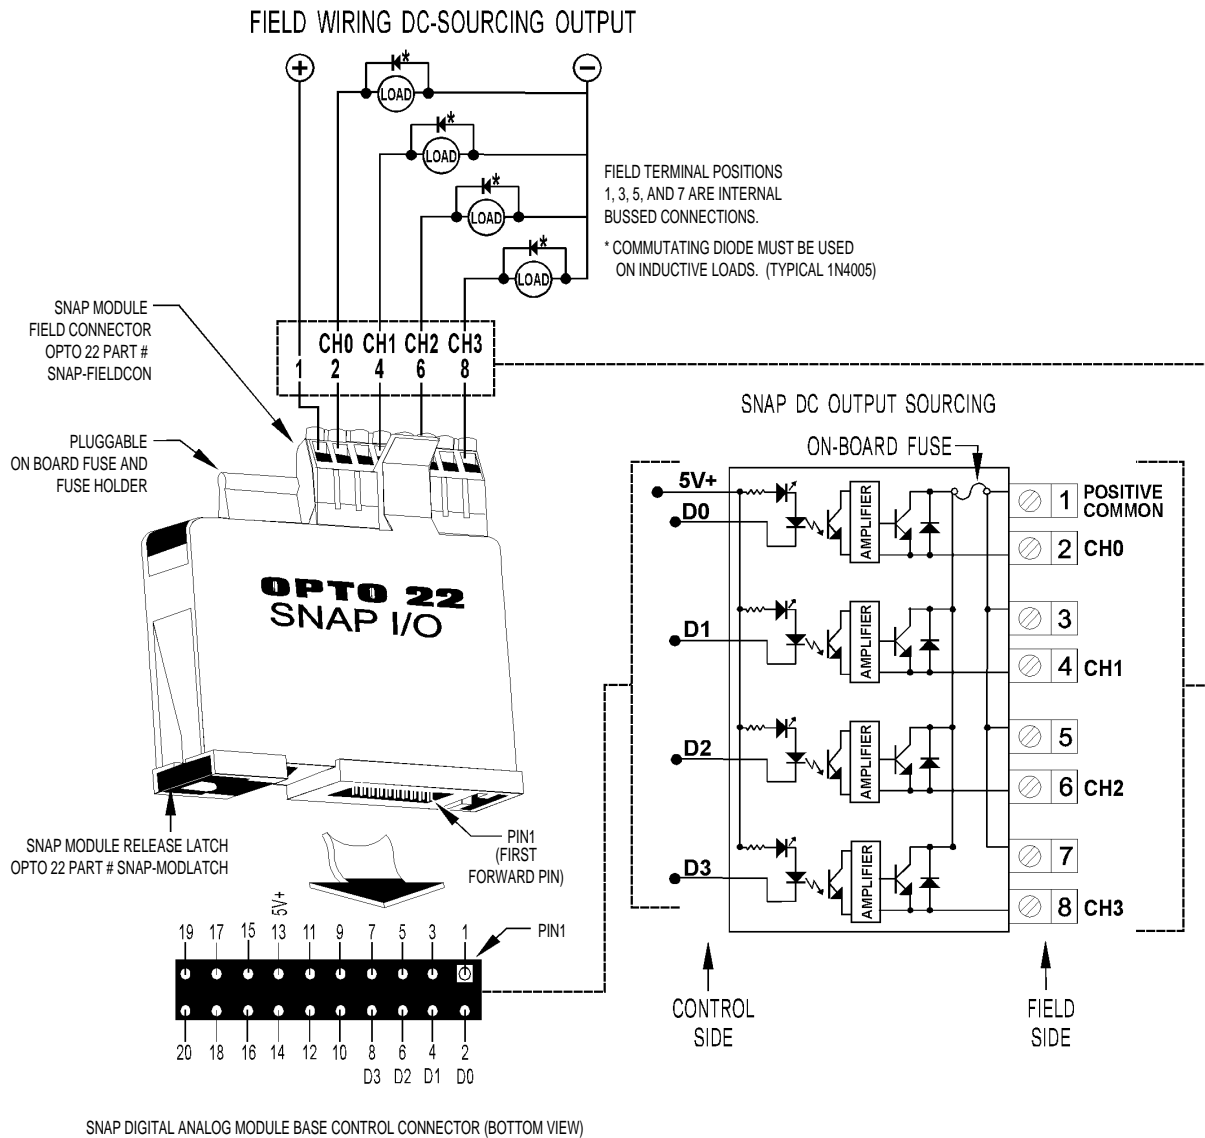 FIELD WIRING DC-SOURCING OUTPUT
+
−
*
LOAD
*
LOAD
*
LOAD
*
LOAD
FIELD TERMINAL POSITIONS
1, 3, 5, AND 7 ARE INTERNAL
BUSSED CONNECTIONS.
* COMMUTATING DIODE MUST BE USED
ON INDUCTIVE LOADS. (TYPICAL 1N4005)
SNAP MODULE
FIELD CONNECTOR
OPTO 22 PART #
SNAP-FIELDCON
CH0 CH1 CH2 CH3
1 2 4 6 8
PLUGGABLE
ON BOARD FUSE AND
FUSE HOLDER
OPTO 22
SNAP I/O
SNAP MODULE RELEASE LATCH
OPTO 22 PART # SNAP-MODLATCH
PIN1
(FIRST
FORWARD PIN)
5V+
19 17 15 13 11 9 7 5 3 1
PIN1
20 18 16 14 12 10 8 6 4 2
D3 D2 D1 D0
SNAP DIGITAL ANALOG MODULE BASE CONTROL CONNECTOR (BOTTOM VIEW)
SNAP DC OUTPUT SOURCING
ON-BOARD FUSE
5V+
D0
AMPLIFIER
1 POSITIVE
COMMON
2 CH0
D1
AMPLIFIER
3
4 CH1
D2
AMPLIFIER
5
6 CH2
D3
AMPLIFIER
7
8 CH3
CONTROL
SIDE
FIELD
SIDE